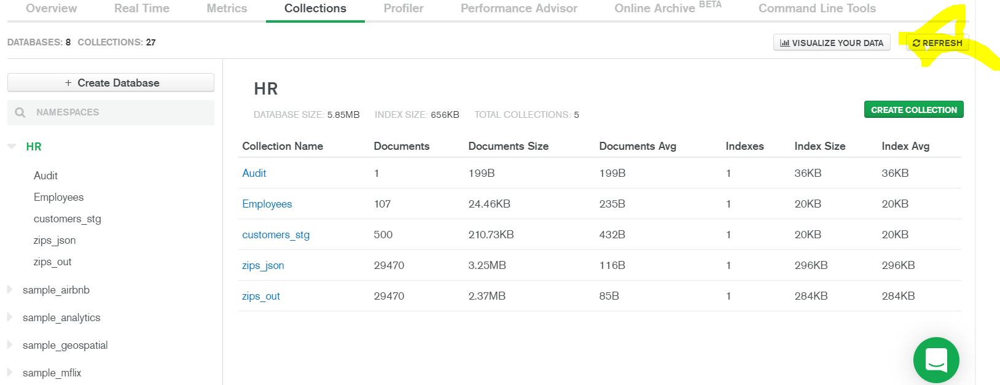 Overview Real Time Metrics Collections Profiler Performance Advisor Online Archive BETA Command Line Tools
DATABASES: 8 COLLECTIONS: 27 VISUALIZE YOUR DATA REFRESH
+ Create Database
NAMESPACES
HR
Audit
Employees
customers_stg
zips_json
zips_out
sample_airbnb
sample_analytics
sample_geospatial
sample_mflix
HR
DATABASE SIZE: 5.85MB INDEX SIZE: 656KB TOTAL COLLECTIONS: 5
CREATE COLLECTION
Collection Name Documents Documents Size Documents Avg Indexes Index Size Index Avg
Audit 1 199B 199B 1 36KB 36KB
Employees 107 24.46KB 235B 1 20KB 20KB
customers_stg 500 210.73KB 432B 1 20KB 20KB
zips_json 29470 3.25MB 116B 1 296KB 296KB
zips_out 29470 2.37MB 85B 1 284KB 284KB